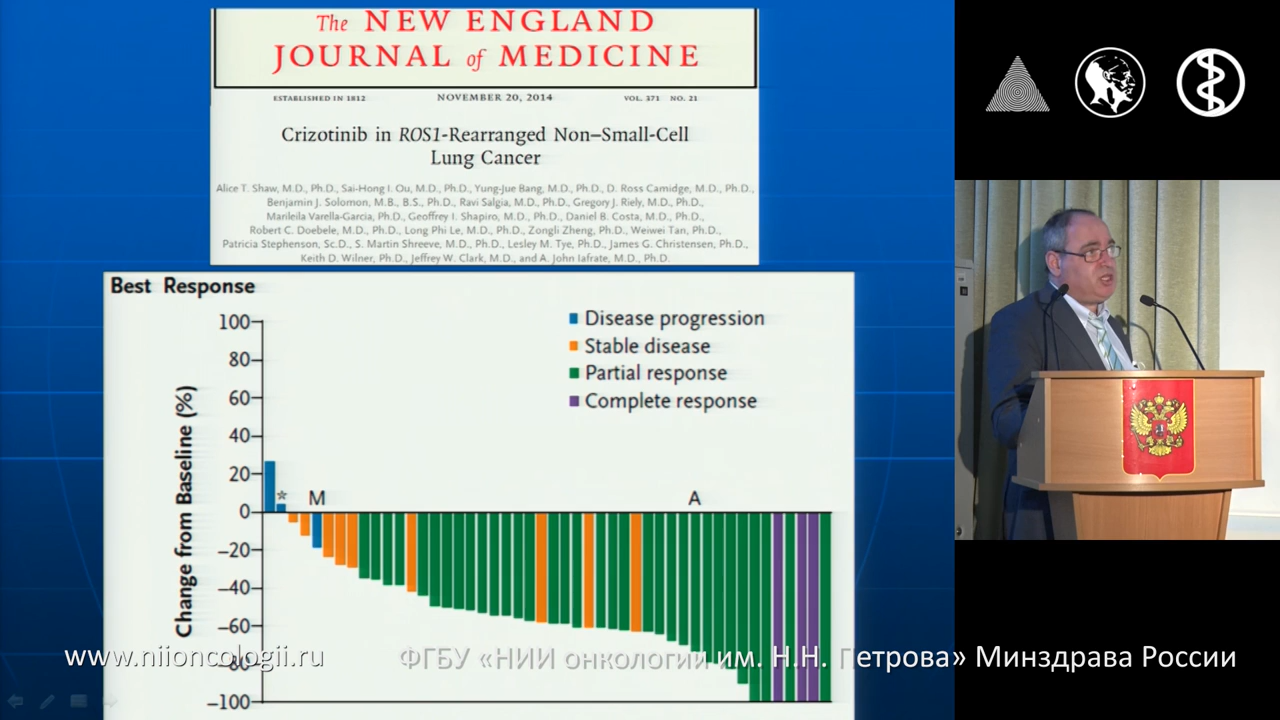 The NEW ENGLAND
JOURNAL of MEDICINE
ESTABLISHED IN 1812 NOVEMBER 20, 2014 VOL. 371 NO. 21
Crizotinib in ROS1-Rearranged Non–Small-Cell
Lung Cancer
Alice T. Shaw, M.D., Ph.D., Sai-Hong I. Ou, M.D., Ph.D., Yung-Jue Bang, M.D., Ph.D., D. Ross Camidge, M.D., Ph.D.,
Benjamin J. Solomon, M.B., B.S., Ph.D., Ravi Salgia, M.D., Ph.D., Gregory J. Riely, M.D., Ph.D.,
Marileila Varella-Garcia, Ph.D., Geoffrey I. Shapiro, M.D., Ph.D., Daniel B. Costa, M.D., Ph.D.,
Robert C. Doebele, M.D., Ph.D., Long Phi Le, M.D., Ph.D., Zongli Zheng, Ph.D., Weiwei Tan, Ph.D.,
Patricia Stephenson, Sc.D., S. Martin Shreeve, M.D., Ph.D., Lesley M. Tye, Ph.D., James G. Christensen, Ph.D.,
Keith D. Wilner, Ph.D., Jeffrey W. Clark, M.D., and A. John Iafrate, M.D., Ph.D.
Best Response
Change from Baseline (%)
100
80
60
40
20
0
–20
–40
–60
–80
–100
Disease progression
Stable disease
Partial response
Complete response
* M A
www.niioncologii.ru ФГБУ «НИИ онкологии им. Н.Н. Петрова» Минздрава России